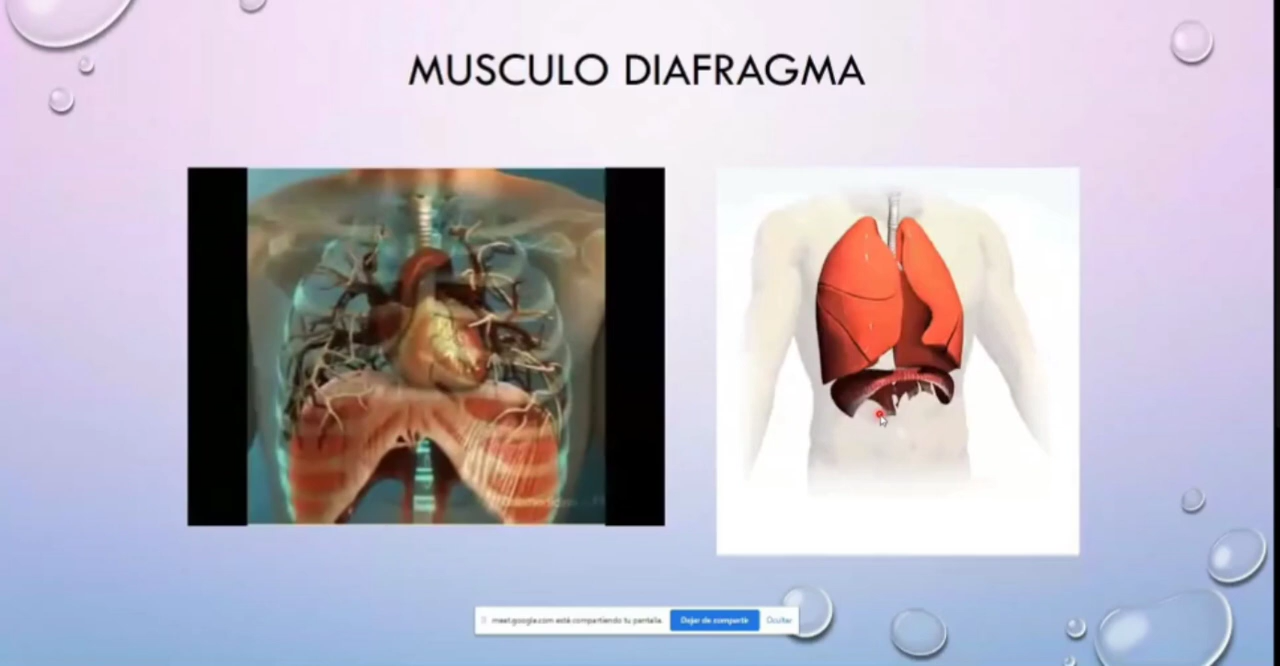 MUSCULO DIAFRAGMA
meet.google.com está compartiendo tu pantalla.
Dejar de compartir
Ocultar